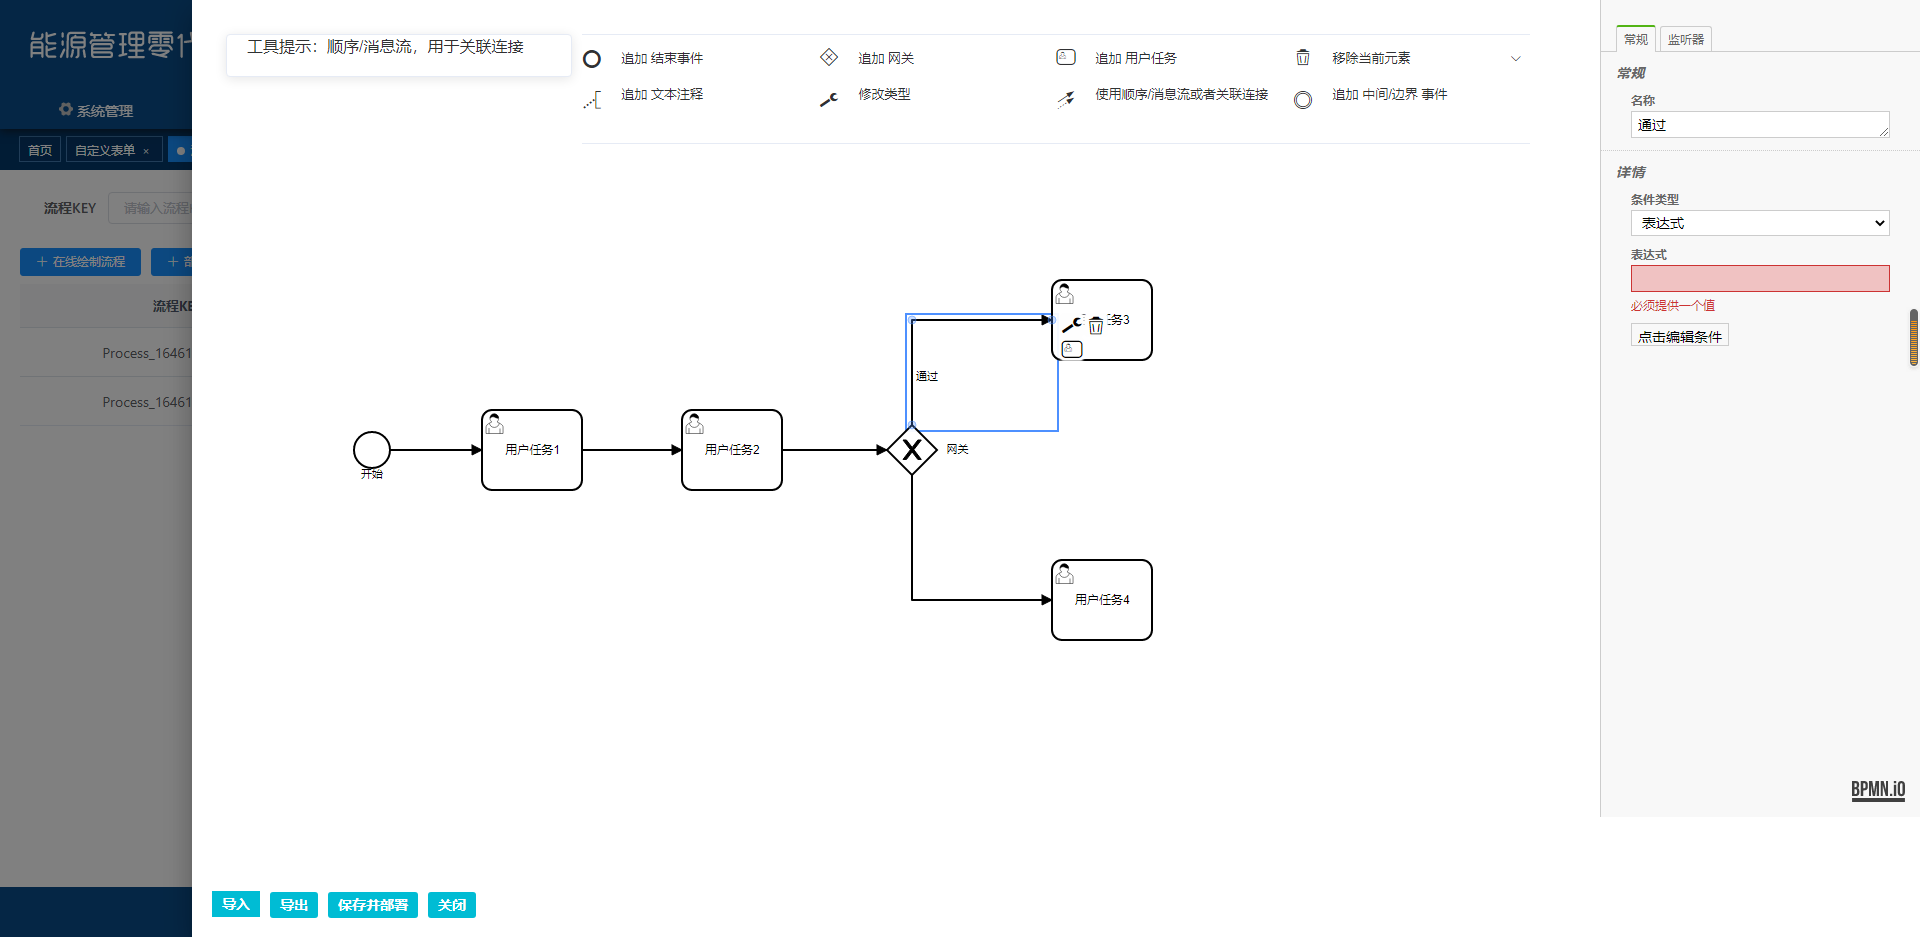 能源管理零代
系统管理
首页
自定义表单 ×
流程KEY
请输入流程
+ 在线绘制流程
+ 部
流程KE
Process_16461
Process_16461
工具提示：顺序/消息流，用于关联连接
追加 结束事件
追加 网关
追加 用户任务
移除当前元素
追加 文本注释
修改类型
使用顺序/消息流或者关联连接
追加 中间/边界 事件
开始
用户任务1
用户任务2
网关
通过
任务3
用户任务4
常规
监听器
常规
名称
通过
详情
条件类型
表达式
表达式
必须提供一个值
点击编辑条件
BPMN.iO
导入
导出
保存并部署
关闭